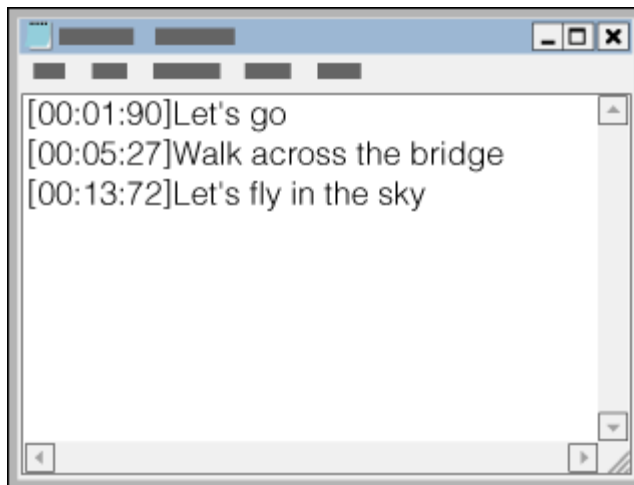 [00:01:90]Let's go
[00:05:27]Walk across the bridge
[00:13:72]Let's fly in the sky